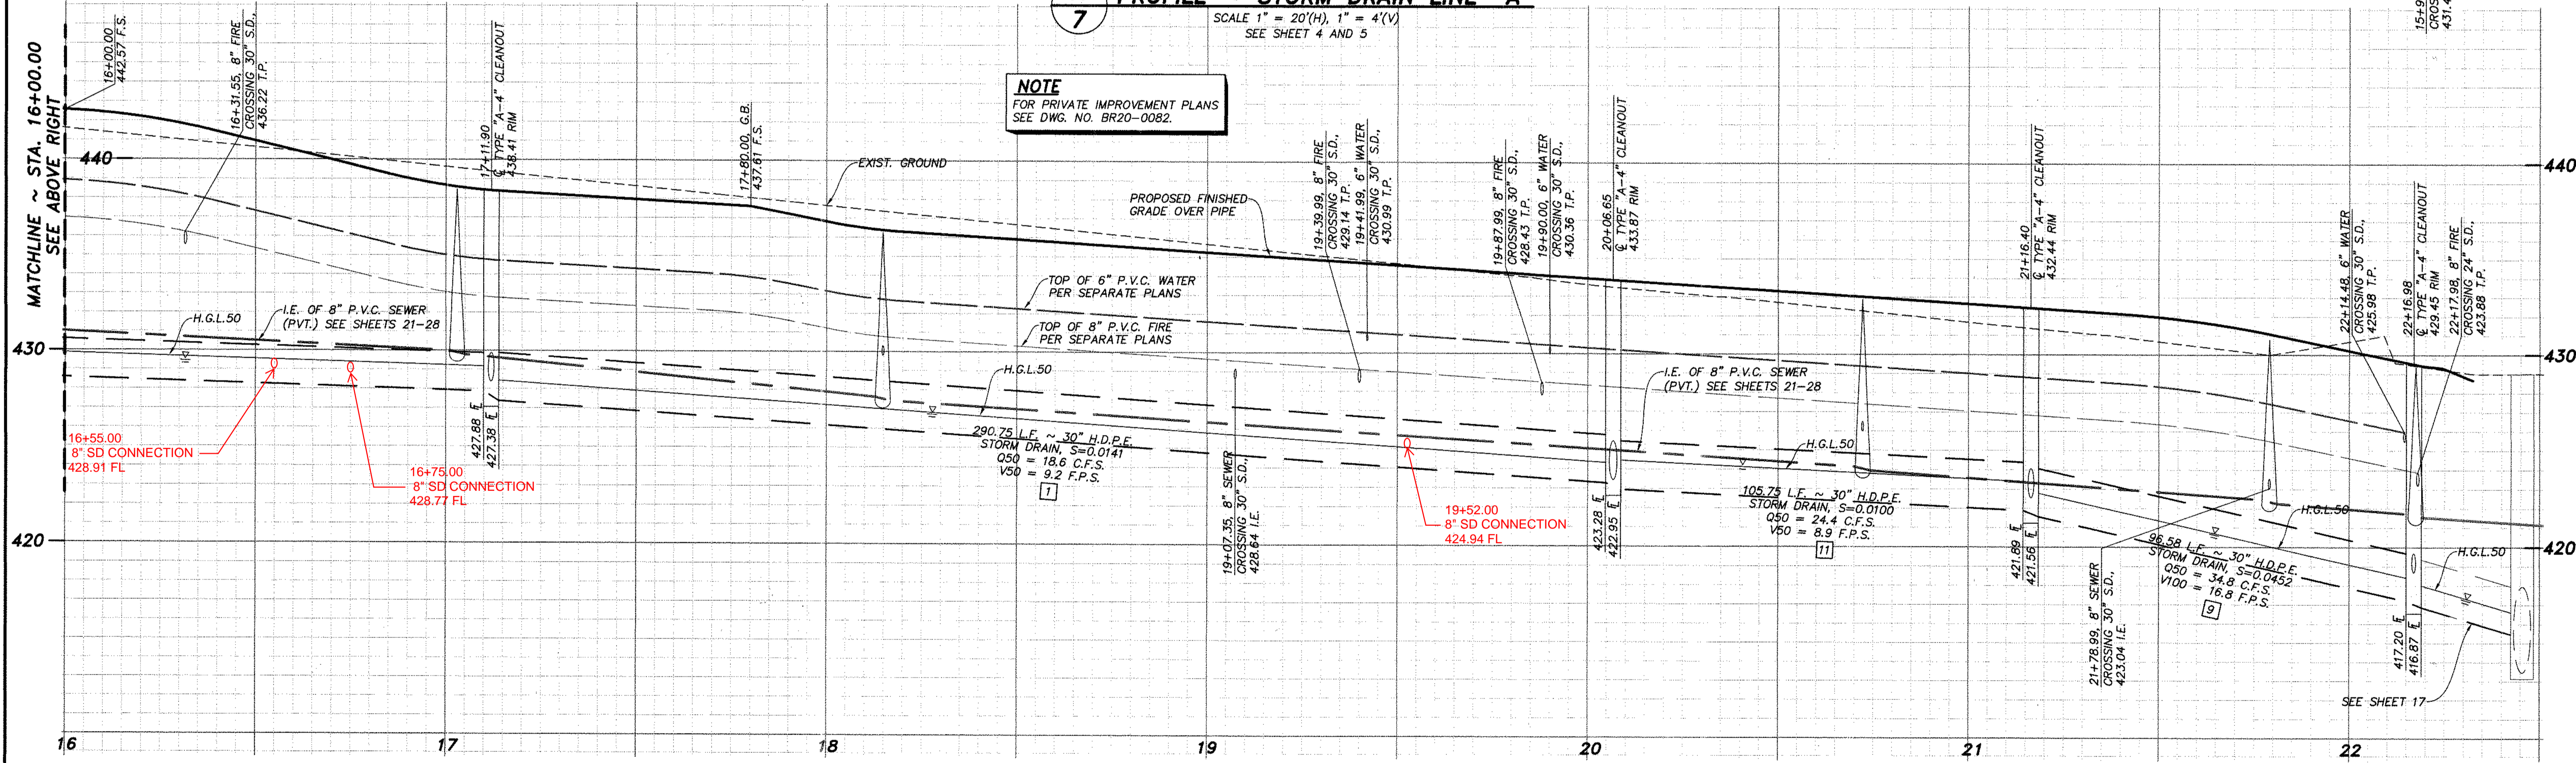 7
PROFILE ~ STORM DRAIN LINE "A"
SCALE 1" = 20'(H), 1" = 4'(V)
SEE SHEET 4 AND 5
NOTE
FOR PRIVATE IMPROVEMENT PLANS
SEE DWG. NO. BR20-0082.
MATCHLINE ~ STA. 16+00.00
SEE ABOVE RIGHT
16+00.00
442.57 F.S.
16+31.55, 8" FIRE
CROSSING 30" S.D.,
436.22 T.P.
17+11.90
℄ TYPE "A-4" CLEANOUT
438.41 RIM
17+80.00, G.B.
437.61 F.S.
EXIST. GROUND
PROPOSED FINISHED
GRADE OVER PIPE
19+39.99, 8" FIRE
CROSSING 30" S.D.,
429.14 T.P.
19+41.99, 6" WATER
CROSSING 30" S.D.,
430.99 T.P.
19+87.99, 8" FIRE
CROSSING 30" S.D.,
428.43 T.P.
19+90.00, 6" WATER
CROSSING 30" S.D.,
430.36 T.P.
20+06.65
℄ TYPE "A-4" CLEANOUT
433.87 RIM
21+16.40
℄ TYPE "A-4" CLEANOUT
432.44 RIM
22+14.48, 6" WATER
CROSSING 30" S.D.,
425.98 T.P.
22+16.98
℄ TYPE "A-4" CLEANOUT
429.45 RIM
22+17.98, 8" FIRE
CROSSING 24" S.D.,
423.88 T.P.
15+9
CROS
431.4
440
440
430
430
420
420
H.G.L.50
I.E. OF 8" P.V.C. SEWER
(PVT.) SEE SHEETS 21-28
TOP OF 6" P.V.C. WATER
PER SEPARATE PLANS
TOP OF 8" P.V.C. FIRE
PER SEPARATE PLANS
H.G.L.50
I.E. OF 8" P.V.C. SEWER
(PVT.) SEE SHEETS 21-28
H.G.L.50
H.G.L.50
H.G.L.50
16+55.00
8" SD CONNECTION
428.91 FL
16+75.00
8" SD CONNECTION
428.77 FL
427.88 FL
427.38 FL
290.75 L.F. ~ 30" H.D.P.E.
STORM DRAIN, S=0.0141
Q50 = 18.6 C.F.S.
V50 = 9.2 F.P.S.
1
19+07.35, 8" SEWER
CROSSING 30" S.D.,
428.64 I.E.
19+52.00
8" SD CONNECTION
424.94 FL
423.28 FL
422.95 FL
105.75 L.F. ~ 30" H.D.P.E.
STORM DRAIN, S=0.0100
Q50 = 24.4 C.F.S.
V50 = 8.9 F.P.S.
11
421.89 FL
421.56 FL
21+78.99, 8" SEWER
CROSSING 30" S.D.,
423.04 I.E.
96.58 L.F. ~ 30" H.D.P.E.
STORM DRAIN, S=0.0452
Q50 = 34.8 C.F.S.
V100 = 16.8 F.P.S.
9
417.20 FL
416.87 FL
SEE SHEET 17
16
17
18
19
20
21
22